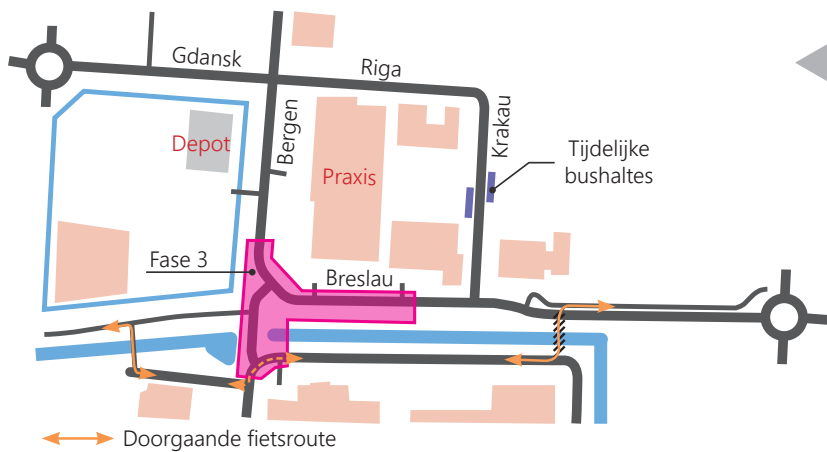 Gdansk
Riga
Bergen
Krakau
Depot
Praxis
Tijdelijke
bushaltes
Fase 3
Breslau
Doorgaande fietsroute